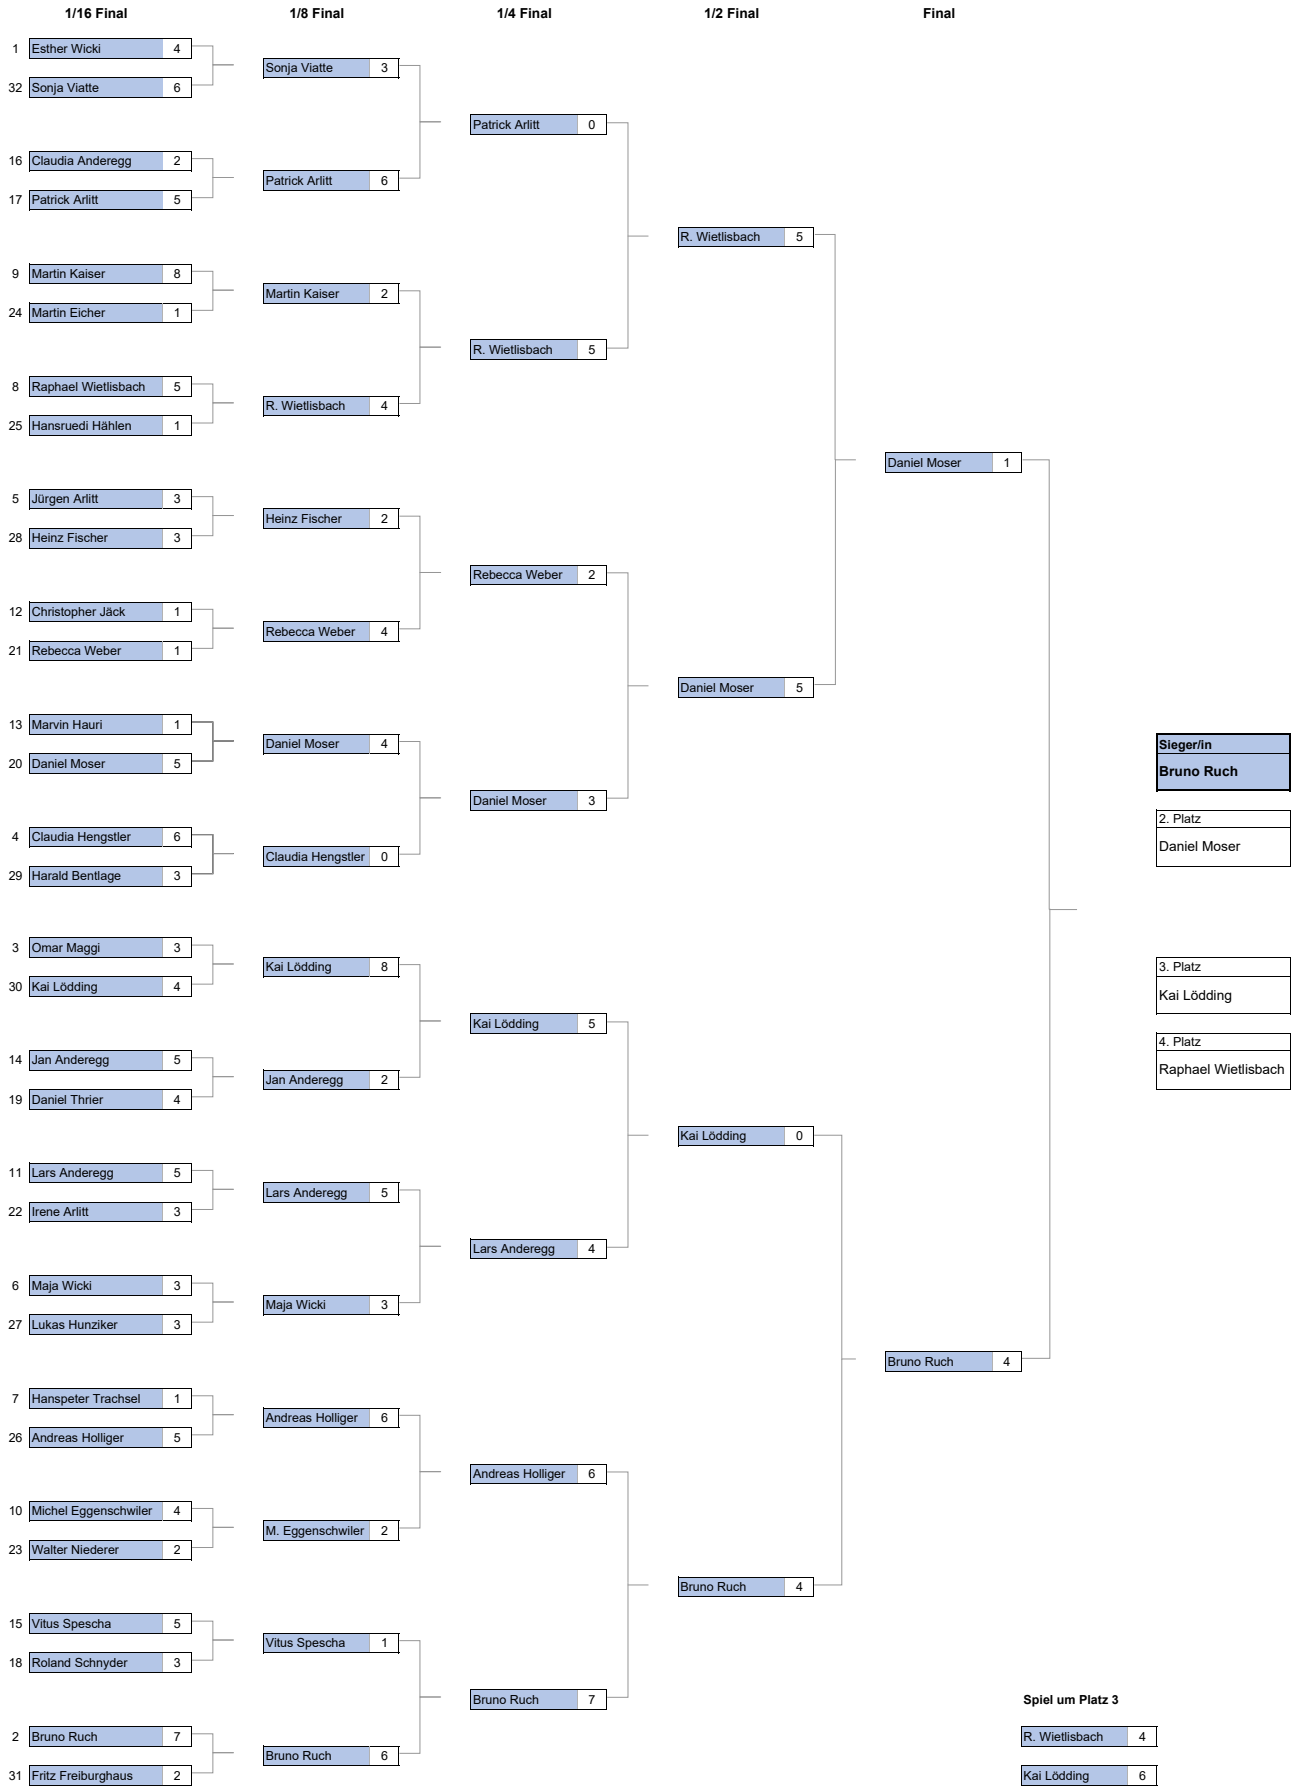 1/16 Final 1/8 Final 1/4 Final 1/2 Final Final
1 Esther Wicki 4
Sonja Viatte 3
32 Sonja Viatte 6
Patrick Arlitt 0
16 Claudia Anderegg 2
Patrick Arlitt 6
17 Patrick Arlitt 5
R. Wietlisbach 5
9 Martin Kaiser 8
Martin Kaiser 2
24 Martin Eicher 1
R. Wietlisbach 5
8 Raphael Wietlisbach 5
R. Wietlisbach 4
25 Hansruedi Hählen 1
Daniel Moser 1
5 Jürgen Arlitt 3
Heinz Fischer 2
28 Heinz Fischer 3
Rebecca Weber 2
12 Christopher Jäck 1
Rebecca Weber 4
21 Rebecca Weber 1
Daniel Moser 5
13 Marvin Hauri 1
Daniel Moser 4
Sieger/in
20 Daniel Moser 5
Bruno Ruch
Daniel Moser 3
2. Platz
4 Claudia Hengstler 6
Daniel Moser
Claudia Hengstler 0
29 Harald Bentlage 3
3 Omar Maggi 3
Kai Lödding 8
3. Platz
30 Kai Lödding 4
Kai Lödding
Kai Lödding 5
4. Platz
14 Jan Anderegg 5
Raphael Wietlisbach
Jan Anderegg 2
19 Daniel Thrier 4
Kai Lödding 0
11 Lars Anderegg 5
Lars Anderegg 5
22 Irene Arlitt 3
Lars Anderegg 4
6 Maja Wicki 3
Maja Wicki 3
27 Lukas Hunziker 3
Bruno Ruch 4
7 Hanspeter Trachsel 1
Andreas Holliger 6
26 Andreas Holliger 5
Andreas Holliger 6
10 Michel Eggenschwiler 4
M. Eggenschwiler 2
23 Walter Niederer 2
Bruno Ruch 4
15 Vitus Spescha 5
Vitus Spescha 1
18 Roland Schnyder 3
Bruno Ruch 7
Spiel um Platz 3
2 Bruno Ruch 7
R. Wietlisbach 4
Bruno Ruch 6
31 Fritz Freiburghaus 2
Kai Lödding 6